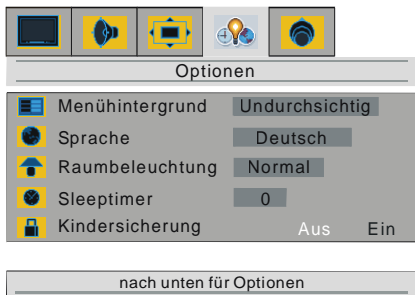 Optionen
Menühintergrund Undurchsichtig
Sprache Deutsch
Raumbeleuchtung Normal
Sleeptimer 0
Kindersicherung Aus Ein
nach unten für Optionen